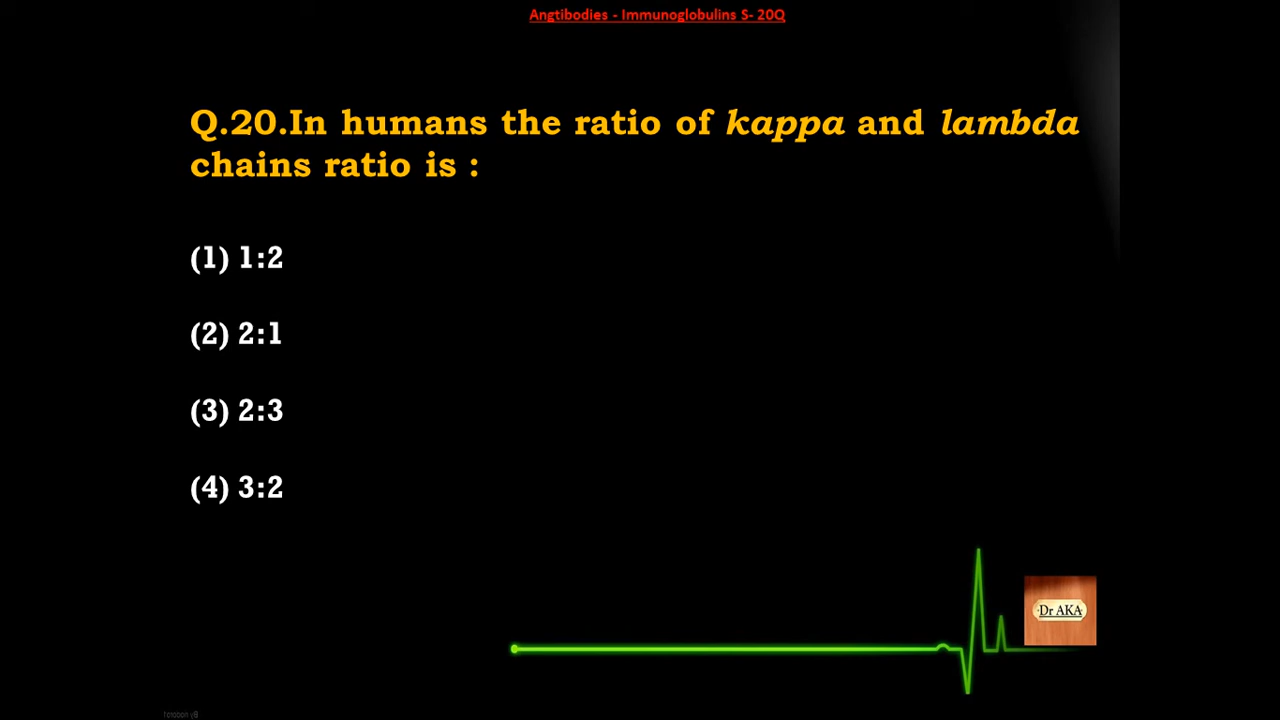 Angtibodies - Immunoglobulins S- 20Q
Q.20.In humans the ratio of kappa and lambda
chains ratio is :
(1) 1:2
(2) 2:1
(3) 2:3
(4) 3:2
Dr AKA